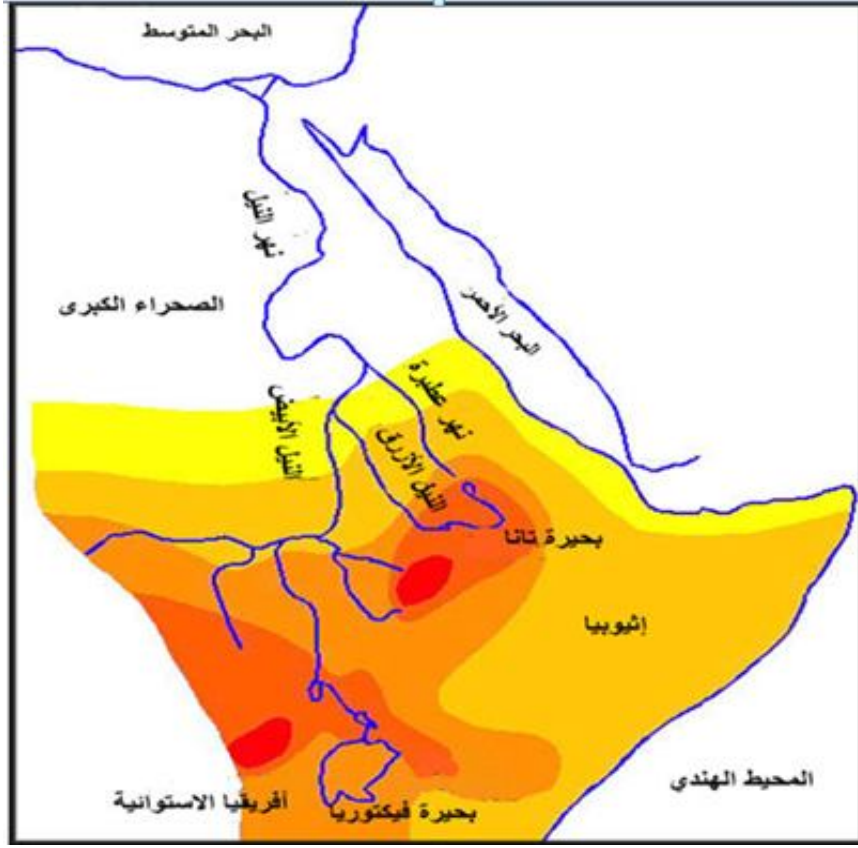 البحر المتوسط
نهر النيل
الصحراء الكبرى
البحر الأحمر
نهر عطبرة
النيل الأبيض
النيل الأزرق
بحيرة تانا
إثيوبيا
المحيط الهندي
أفريقيا الاستوائية
بحيرة فيكتوريا